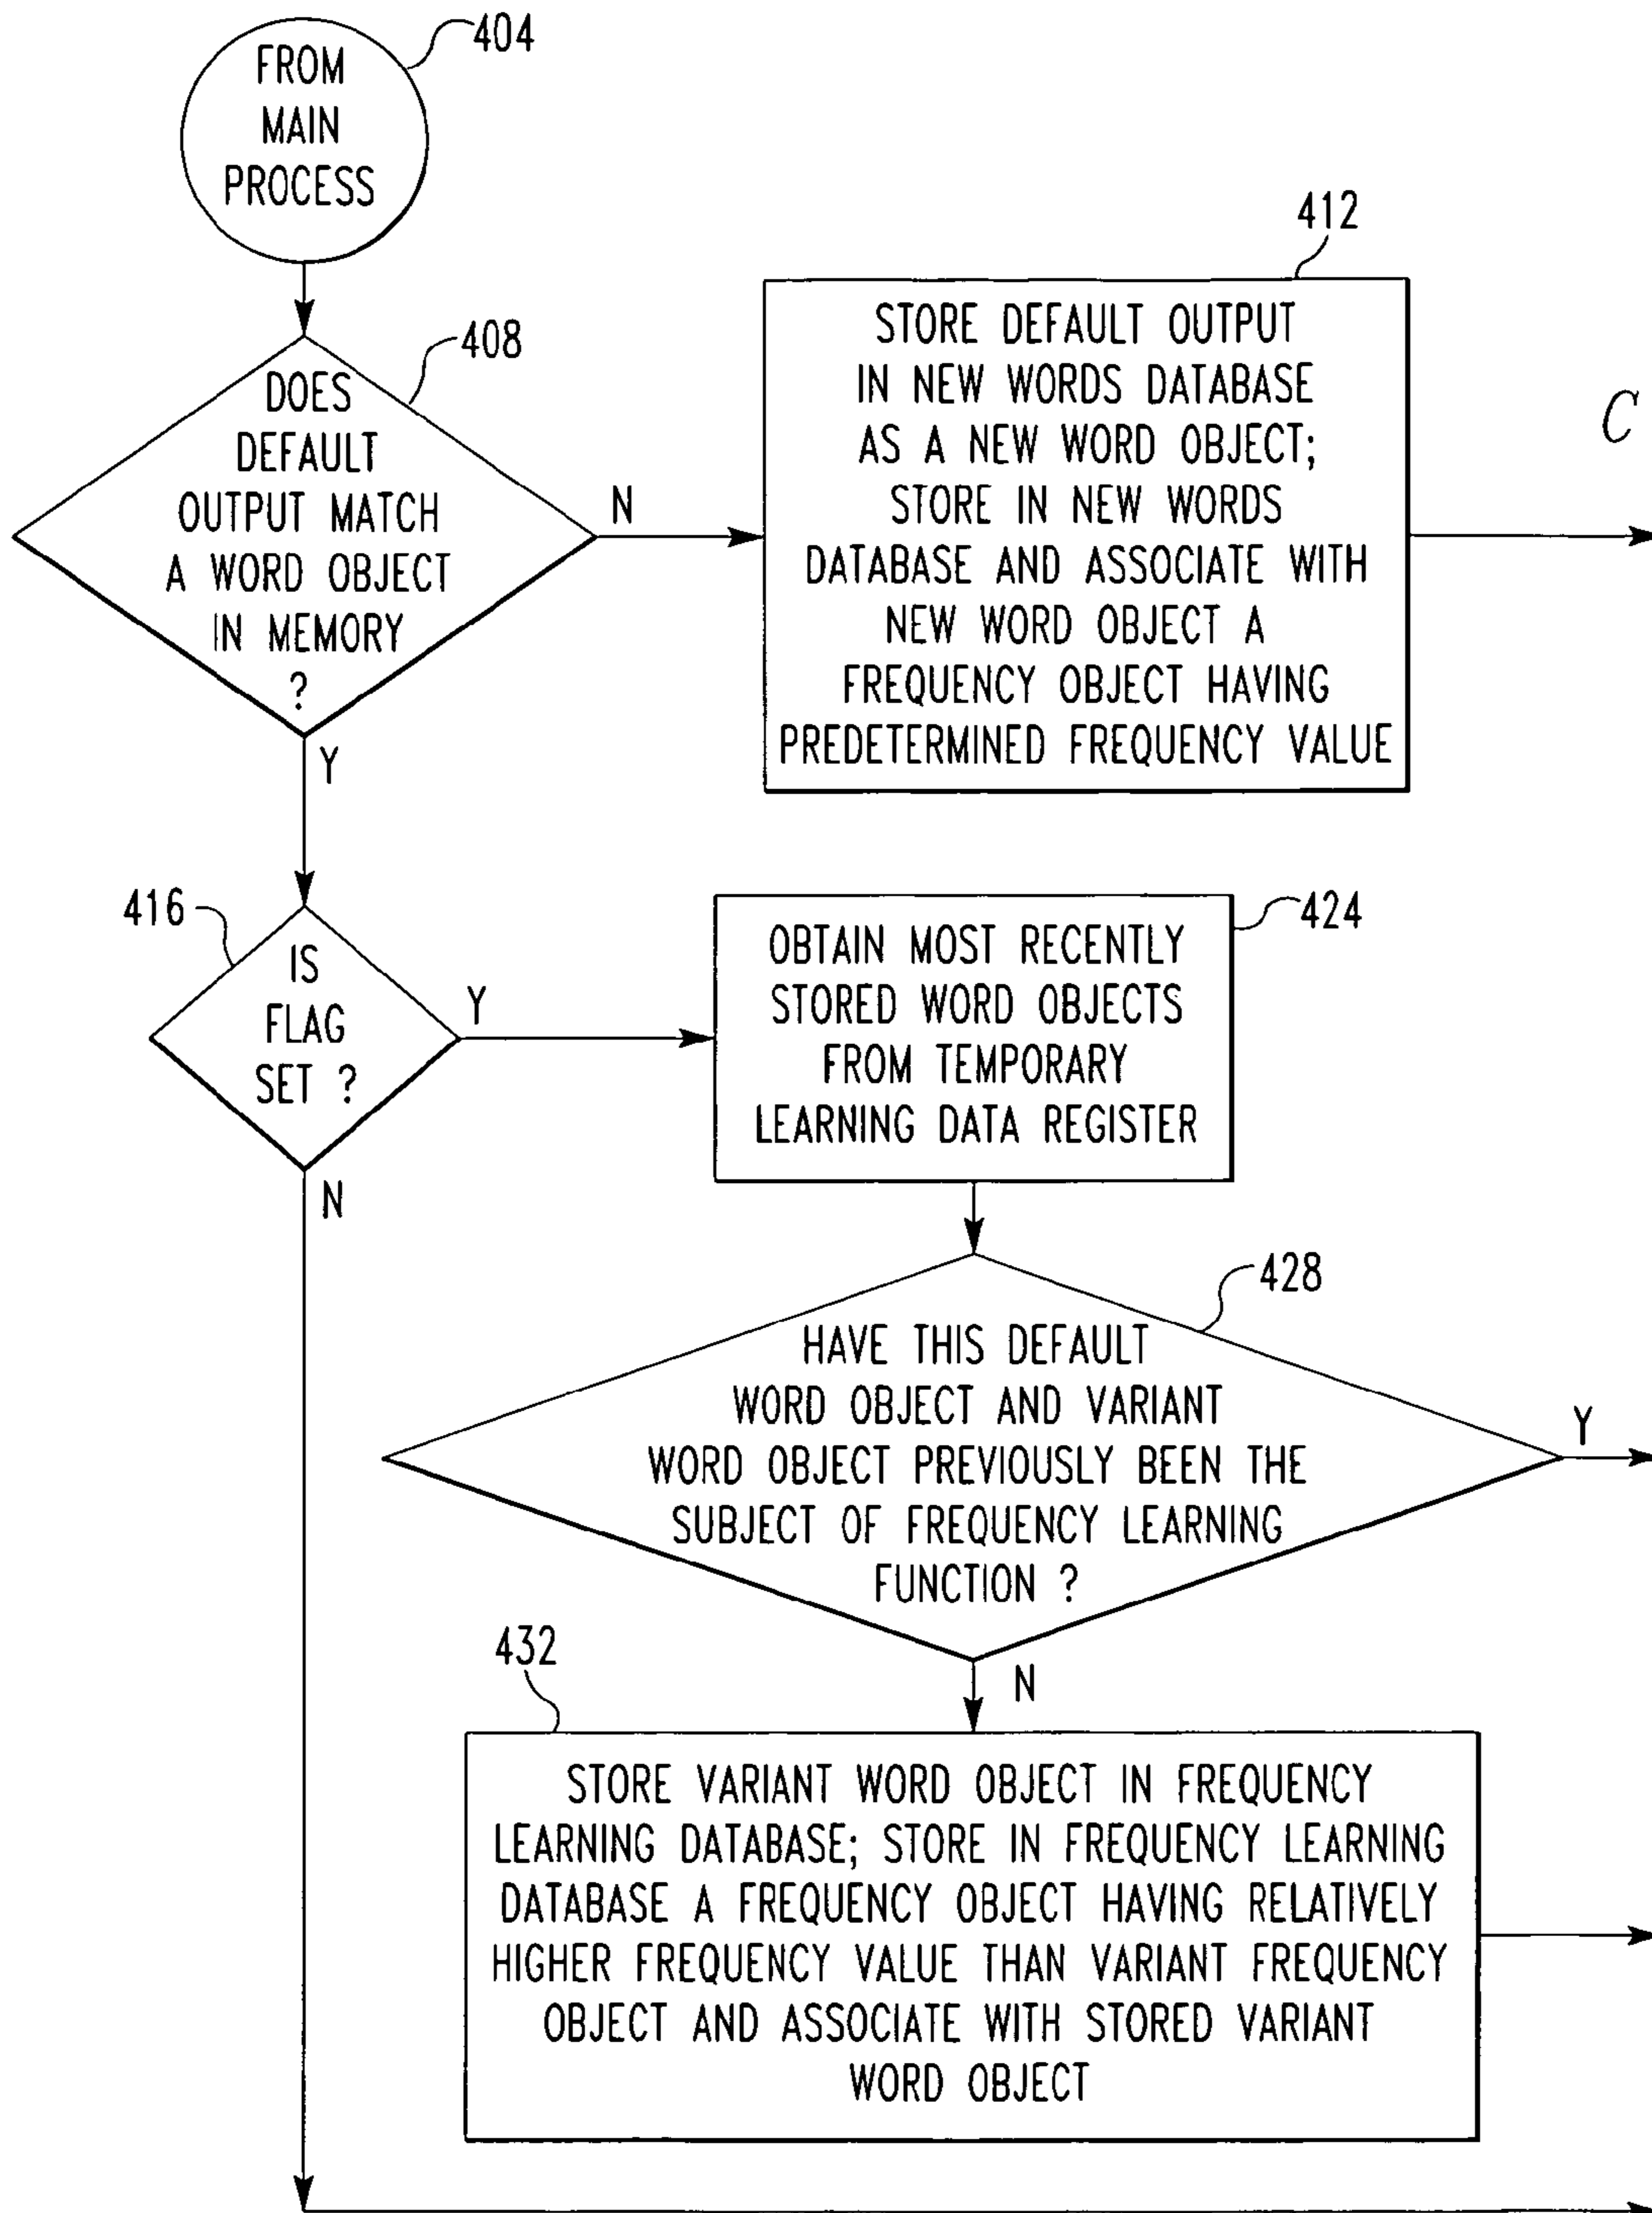 404
FROM
MAIN
PROCESS
408
DOES
DEFAULT
OUTPUT MATCH
A WORD OBJECT
IN MEMORY
?
N
Y
412
STORE DEFAULT OUTPUT
IN NEW WORDS DATABASE
AS A NEW WORD OBJECT;
STORE IN NEW WORDS
DATABASE AND ASSOCIATE WITH
NEW WORD OBJECT A
FREQUENCY OBJECT HAVING
PREDETERMINED FREQUENCY VALUE
C
416
IS
FLAG
SET ?
Y
N
424
OBTAIN MOST RECENTLY
STORED WORD OBJECTS
FROM TEMPORARY
LEARNING DATA REGISTER
428
HAVE THIS DEFAULT
WORD OBJECT AND VARIANT
WORD OBJECT PREVIOUSLY BEEN THE
SUBJECT OF FREQUENCY LEARNING
FUNCTION ?
Y
N
432
STORE VARIANT WORD OBJECT IN FREQUENCY
LEARNING DATABASE; STORE IN FREQUENCY LEARNING
DATABASE A FREQUENCY OBJECT HAVING RELATIVELY
HIGHER FREQUENCY VALUE THAN VARIANT FREQUENCY
OBJECT AND ASSOCIATE WITH STORED VARIANT
WORD OBJECT